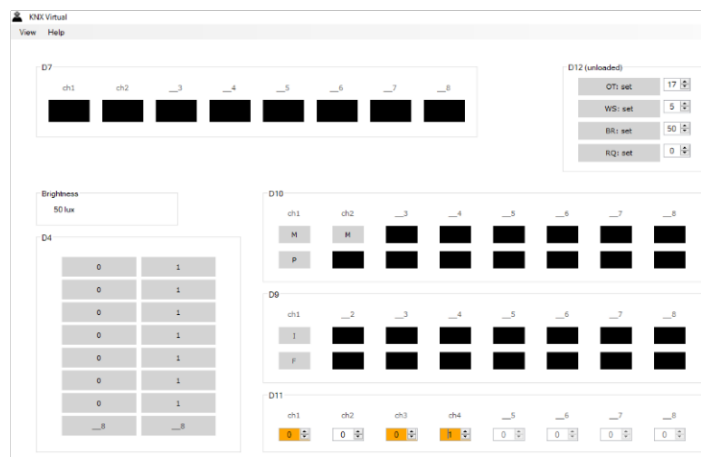 KNX Virtual
View Help
D7
ch1 ch2 __3 __4 __5 __6 __7 __8
D12 (unloaded)
OT: set 17
WS: set 5
BR: set 50
RQ: set 0
Brightness
50 lux
D4
0 1
0 1
0 1
0 1
0 1
0 1
0 1
__8 __8
D10
ch1 ch2 __3 __4 __5 __6 __7 __8
M M
P
D9
ch1 __2 __3 __4 __5 __6 __7 __8
I
F
D11
ch1 ch2 ch3 ch4 __5 __6 __7 __8
0 0 0 0 0 0 0